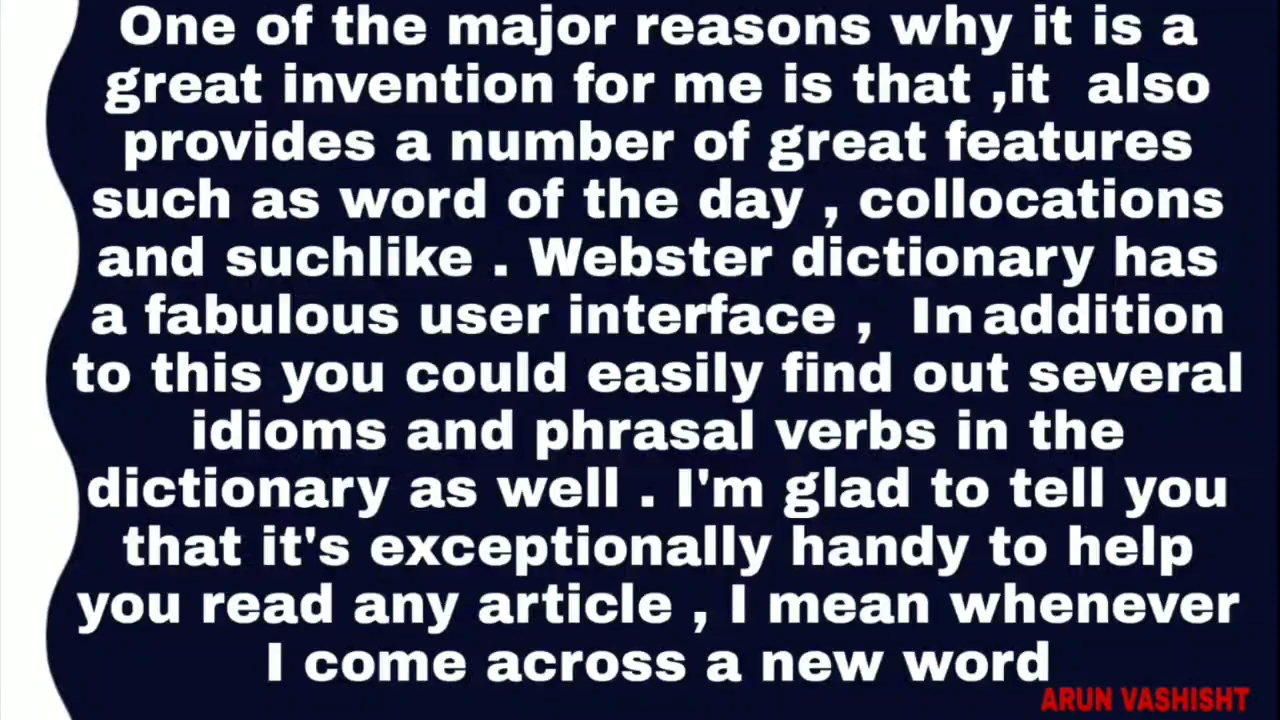 One of the major reasons why it is a
great invention for me is that ,it also
provides a number of great features
such as word of the day , collocations
and suchlike . Webster dictionary has
a fabulous user interface , In addition
to this you could easily find out several
idioms and phrasal verbs in the
dictionary as well . I'm glad to tell you
that it's exceptionally handy to help
you read any article , I mean whenever
I come across a new word
ARUN VASHISHT